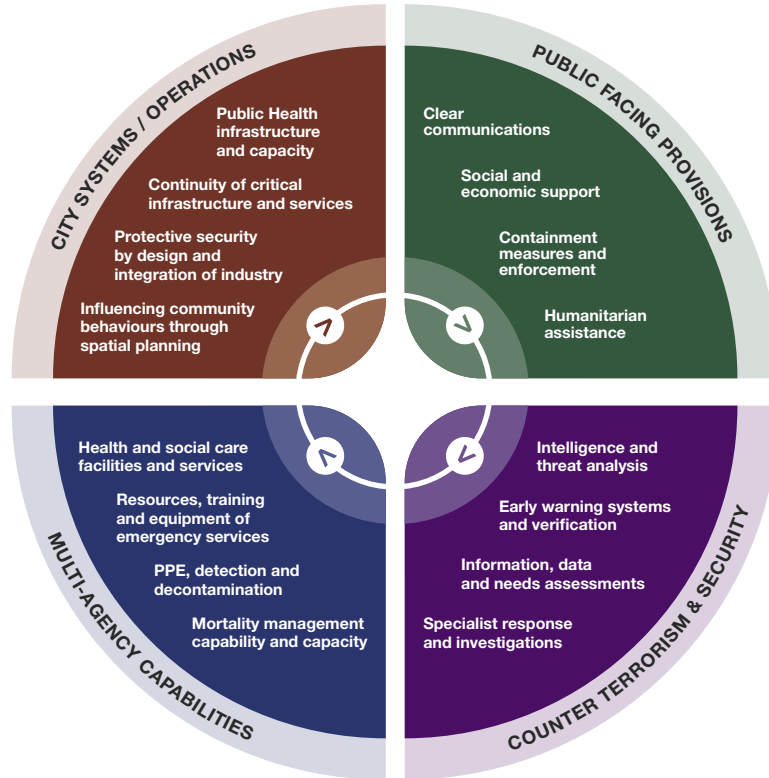 CITY SYSTEMS / OPERATIONS
Public Health
infrastructure
and capacity
Continuity of critical
infrastructure and services
Protective security
by design and
integration of industry
Influencing community
behaviours through
spatial planning
PUBLIC FACING PROVISIONS
Clear
communications
Social and
economic support
Containment
measures and
enforcement
Humanitarian
assistance
MULTI-AGENCY CAPABILITIES
Health and social care
facilities and services
Resources, training
and equipment of
emergency services
PPE, detection and
decontamination
Mortality management
capability and capacity
COUNTER TERRORISM & SECURITY
Intelligence and
threat analysis
Early warning systems
and verification
Information, data
and needs assessments
Specialist response
and investigations